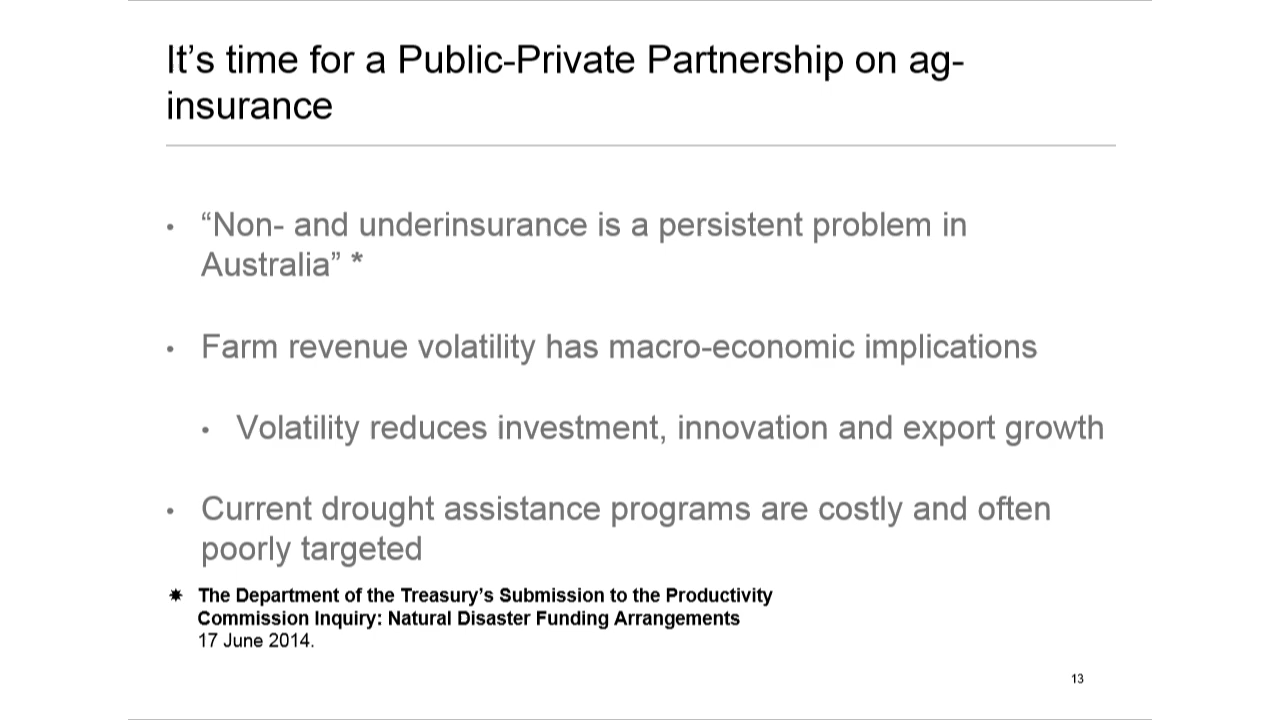 It’s time for a Public-Private Partnership on ag-
insurance
• “Non- and underinsurance is a persistent problem in
Australia” *
• Farm revenue volatility has macro-economic implications
• Volatility reduces investment, innovation and export growth
• Current drought assistance programs are costly and often
poorly targeted
✷ The Department of the Treasury’s Submission to the Productivity
Commission Inquiry: Natural Disaster Funding Arrangements
17 June 2014.
13